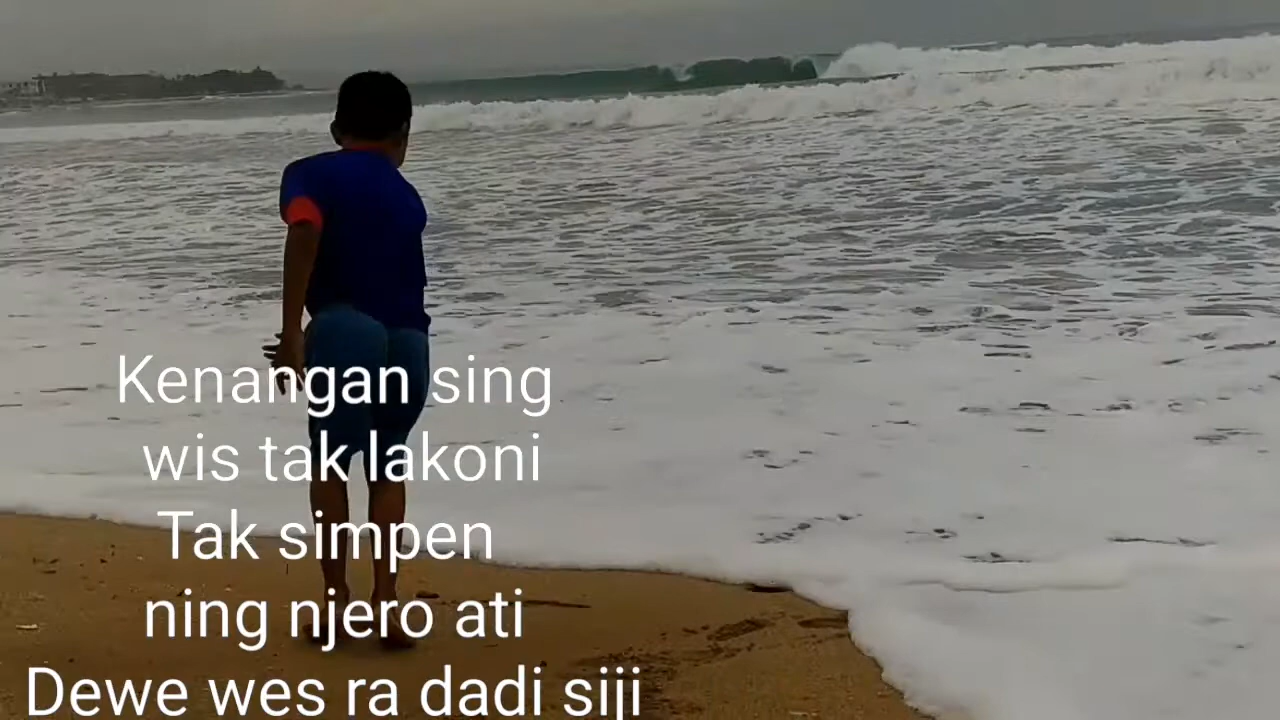 Kenangan sing
wis tak lakoni
Tak simpen
ning njero ati
Dewe wes ra dadi siji